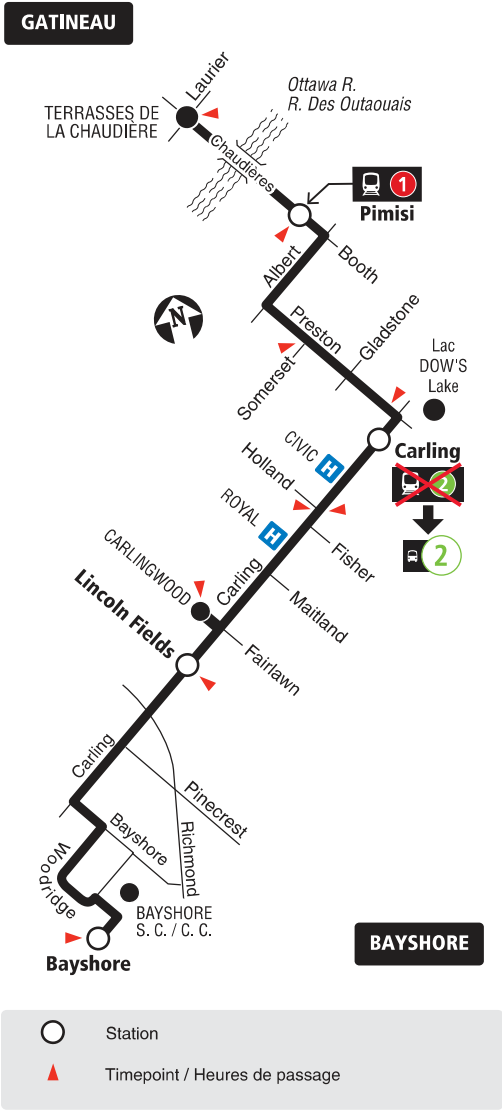 GATINEAU
Laurier
Ottawa R.
R. Des Outaouais
TERRASSES DE
LA CHAUDIÈRE
Chaudières
1
Pimisi
Albert
Booth
N
Preston
Gladstone
Somerset
Lac
DOW'S
Lake
CIVIC H
Carling
2
2
Holland
ROYAL H
Fisher
CARLINGWOOD
Carling
Maitland
Lincoln Fields
Fairlawn
Carling
Pinecrest
Bayshore
Richmond
Woodridge
BAYSHORE
S. C. / C. C.
Bayshore
BAYSHORE
Station
Timepoint / Heures de passage